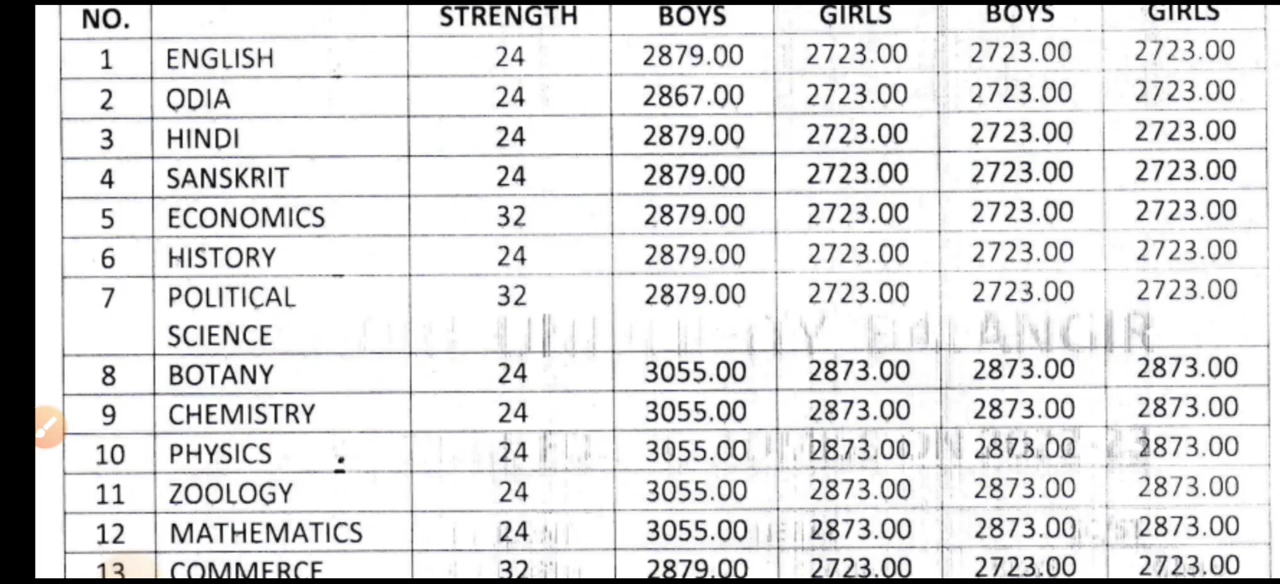 NO. STRENGTH BOYS GIRLS BOYS GIRLS
1 ENGLISH 24 2879.00 2723.00 2723.00 2723.00
2 ODIA 24 2867.00 2723.00 2723.00 2723.00
3 HINDI 24 2879.00 2723.00 2723.00 2723.00
4 SANSKRIT 24 2879.00 2723.00 2723.00 2723.00
5 ECONOMICS 32 2879.00 2723.00 2723.00 2723.00
6 HISTORY 24 2879.00 2723.00 2723.00 2723.00
7 POLITICAL 32 2879.00 2723.00 2723.00 2723.00
SCIENCE
8 BOTANY 24 3055.00 2873.00 2873.00 2873.00
9 CHEMISTRY 24 3055.00 2873.00 2873.00 2873.00
10 PHYSICS 24 3055.00 2873.00 2873.00 2873.00
11 ZOOLOGY 24 3055.00 2873.00 2873.00 2873.00
12 MATHEMATICS 24 3055.00 2873.00 2873.00 2873.00
13 COMMERCE 32 2879.00 2723.00 2723.00 2723.00